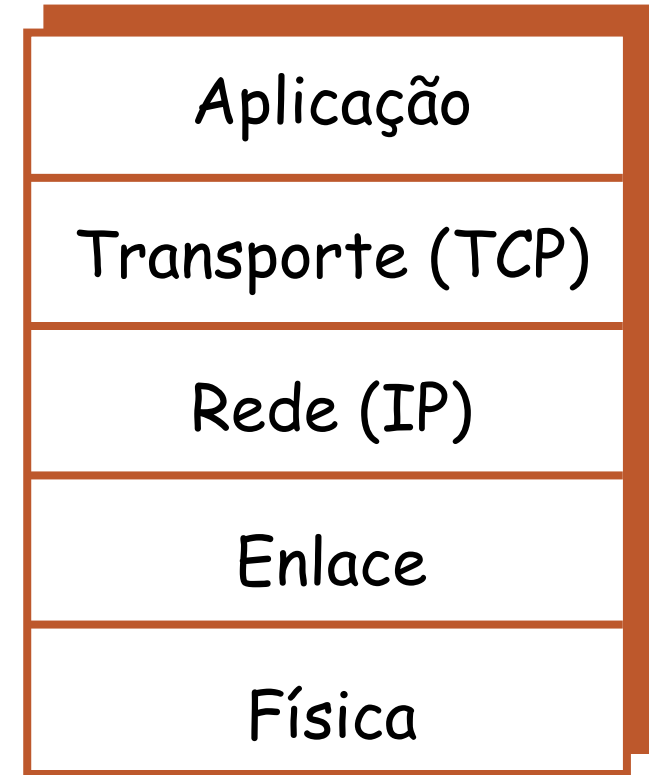 Aplicação
Transporte (TCP)
Rede (IP)
Enlace
Física